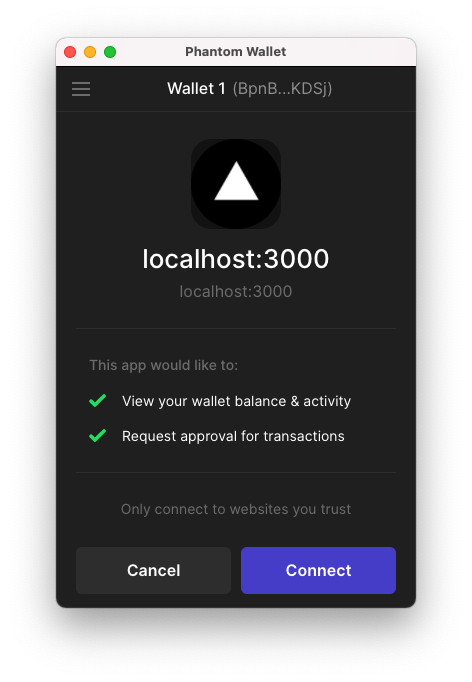 Phantom Wallet
Wallet 1 (BpnB...KDSj)
localhost:3000
localhost:3000
This app would like to:
View your wallet balance & activity
Request approval for transactions
Only connect to websites you trust
Cancel
Connect